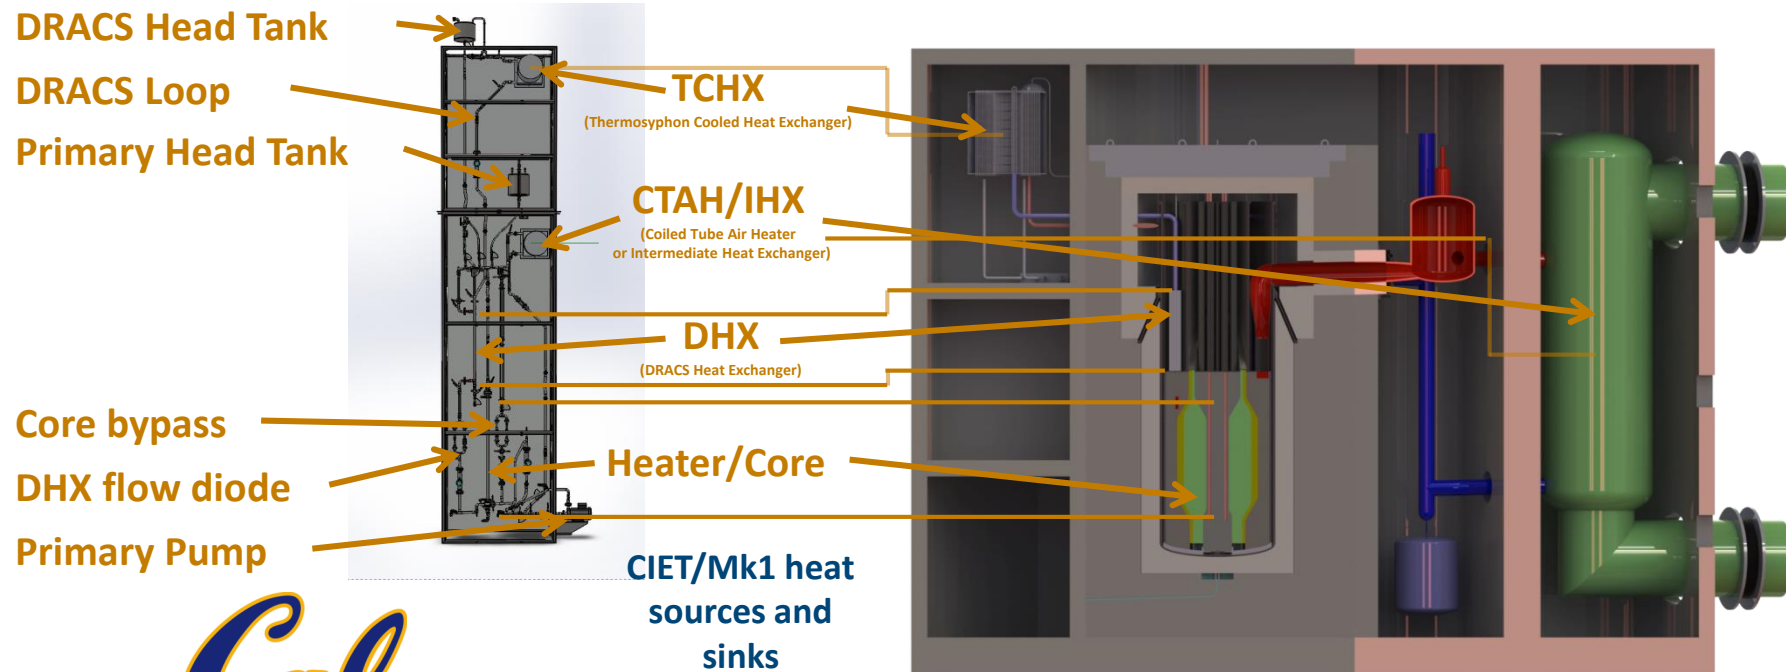 DRACS Head Tank
DRACS Loop
Primary Head Tank
TCHX
(Thermosyphon Cooled Heat Exchanger)
CTAH/IHX
(Coiled Tube Air Heater
or Intermediate Heat Exchanger)
DHX
(DRACS Heat Exchanger)
Core bypass
DHX flow diode
Primary Pump
Heater/Core
CIET/Mk1 heat
sources and
sinks
Cal